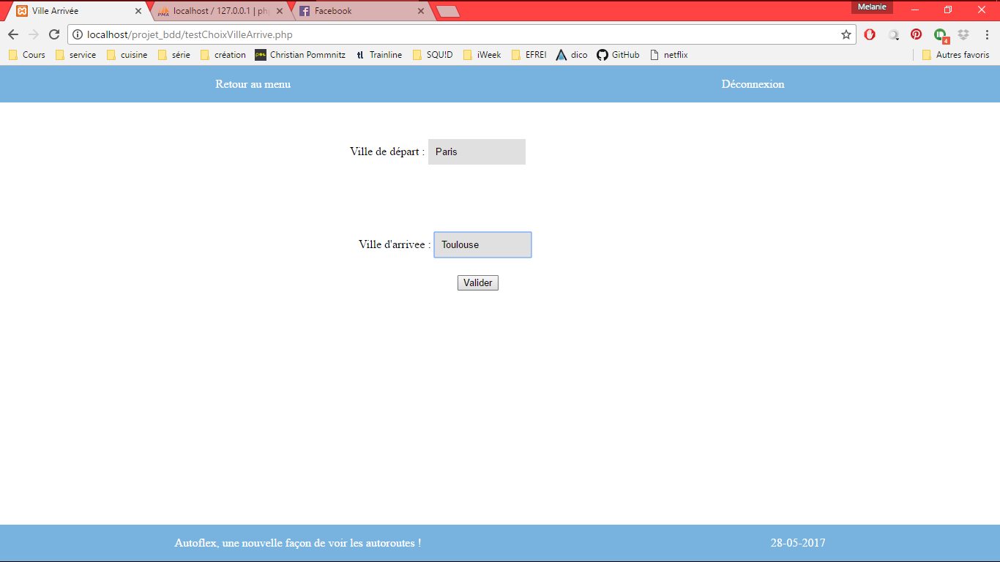 Ville Arrivée
localhost / 127.0.0.1 | ph
Facebook
Melanie
localhost/projet_bdd/testChoixVilleArrive.php
4
Cours service cuisine série création Christian Pommnitz tl Trainline SQU!D iWeek EFREI dico GitHub netflix Autres favoris
Retour au menu Déconnexion
Ville de départ : Paris
Ville d'arrivee : Toulouse
Valider
Autoflex, une nouvelle façon de voir les autoroutes ! 28-05-2017